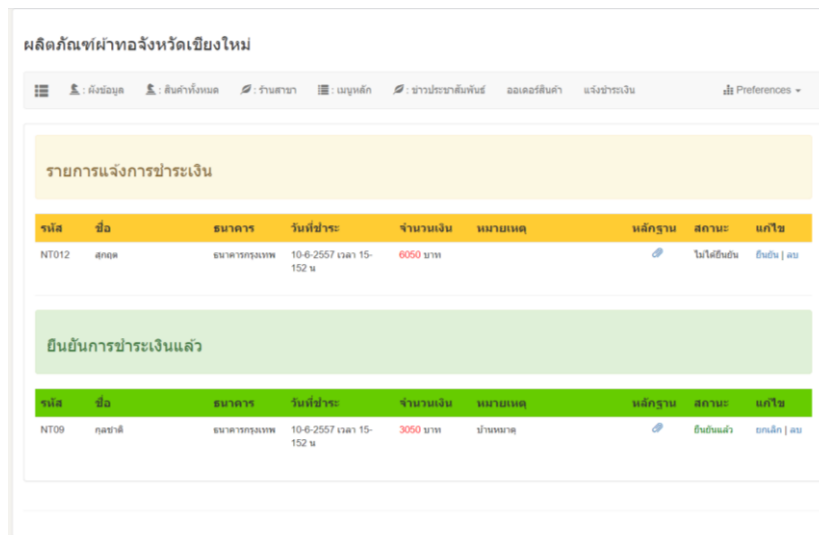 ผลิตภัณฑ์ผ้าทอจังหวัดเชียงใหม่
: ผังข้อมูล : สินค้าทั้งหมด : ร้านสาขา : เมนูหลัก : ข่าวประชาสัมพันธ์ ออเดอร์สินค้า แจ้งชำระเงิน Preferences
รายการแจ้งการชำระเงิน
รหัส ชื่อ ธนาคาร วันที่ชำระ จำนวนเงิน หมายเหตุ หลักฐาน สถานะ แก้ไข
NT012 ธนาคารกรุงเทพ 10-6-2557 เวลา 15- 6050 บาท ไม่ได้ยืนยัน ยืนยัน | ลบ
152 น
ยืนยันการชำระเงินแล้ว
รหัส ชื่อ ธนาคาร วันที่ชำระ จำนวนเงิน หมายเหตุ หลักฐาน สถานะ แก้ไข
NT09 กุลชาติ ธนาคารกรุงเทพ 10-6-2557 เวลา 15- 3050 บาท ยืนยันแล้ว ยกเลิก | ลบ
152 น